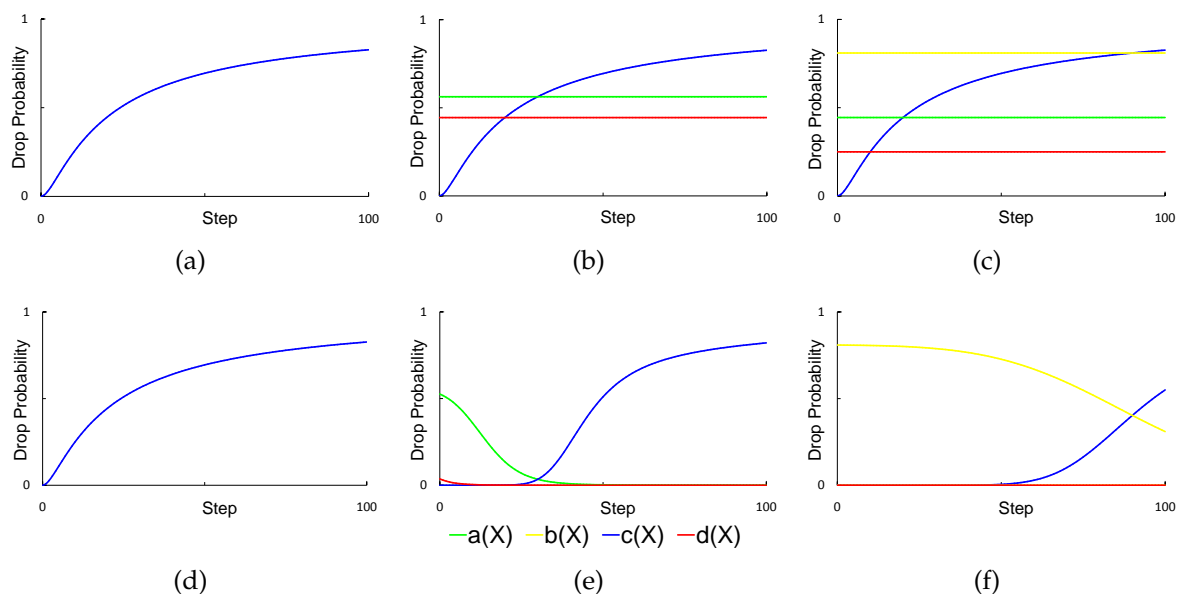 1 1 1
Drop Probability Drop Probability Drop Probability
0 0 0
0 Step 100 0 Step 100 0 Step 100
(a) (b) (c)
1 1 1
Drop Probability Drop Probability Drop Probability
0 0 0
0 Step 100 0 Step 100 0 Step 100
a(X) b(X) c(X) d(X)
(d) (e) (f)